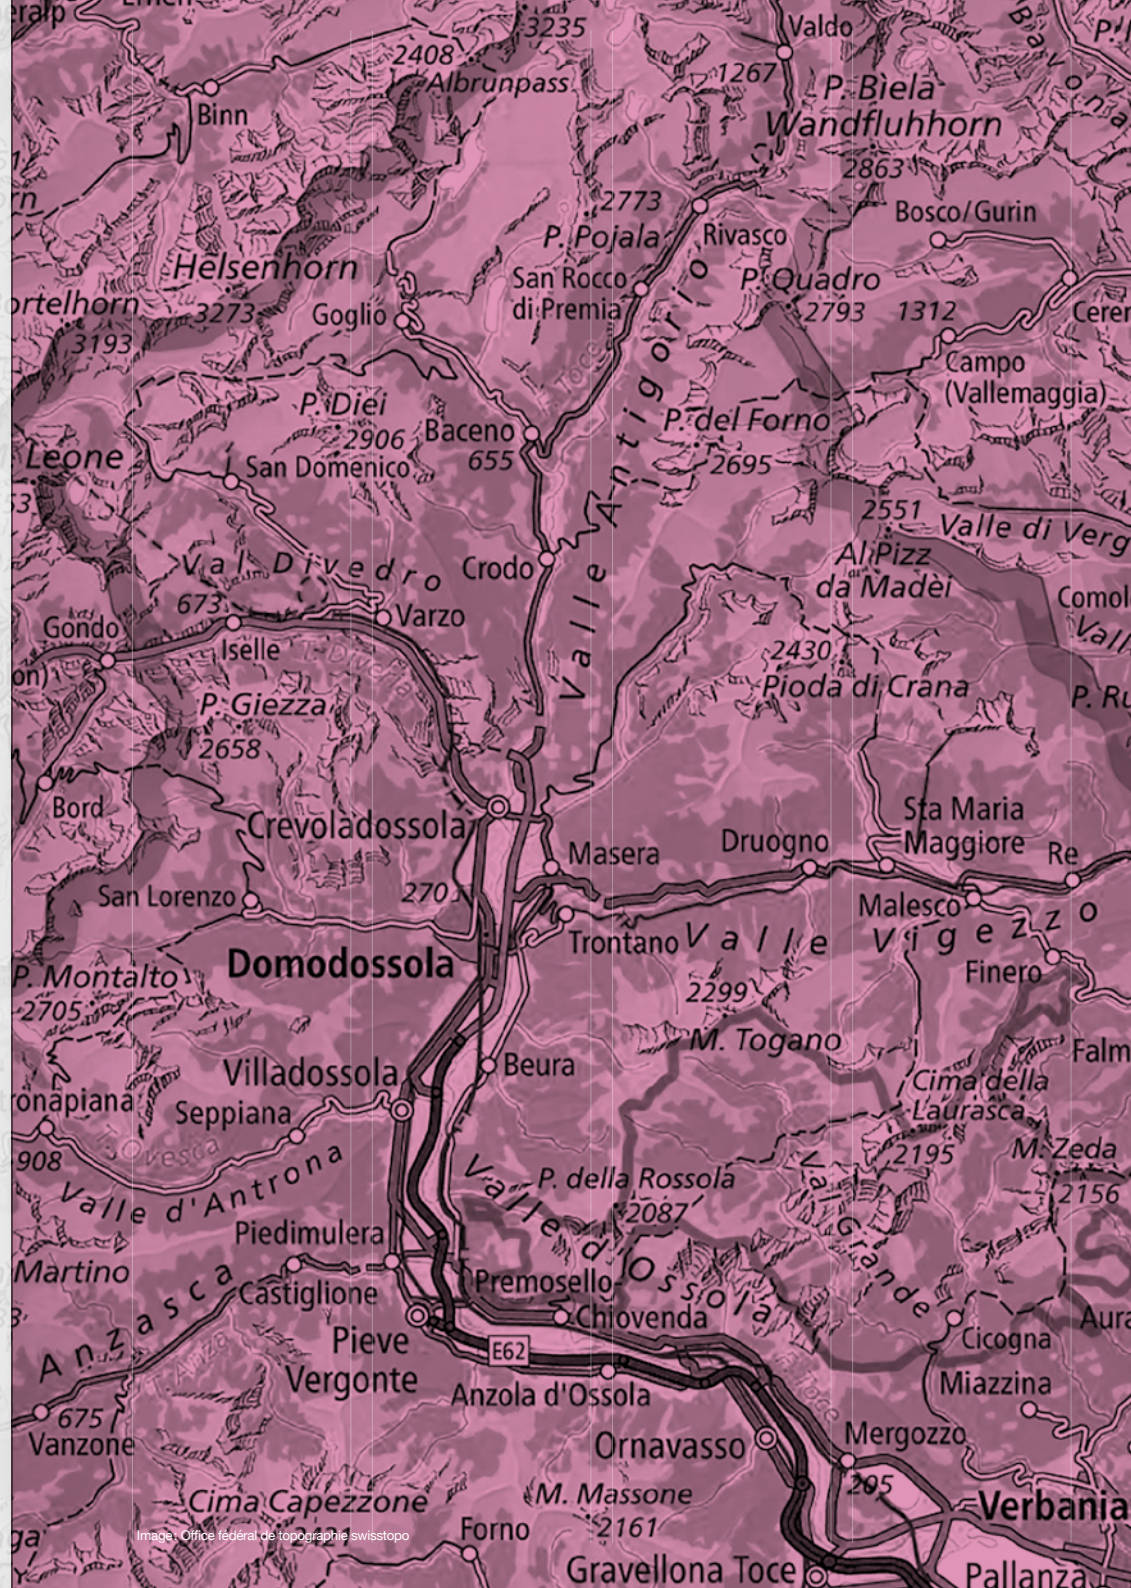 3235
Valdo
2408
Albrunpass
1267
P. Biela
Binn
Wandfluhhorn
2863
2773
Bosco/Gurin
P. Pojala
Rivasco
Helsenhorn
San Rocco
di Premia
P. Quadro
3273
Goglio
2793
1312
3193
Toce
Campo
(Vallemaggia)
P. Diei
2906
Baceno
655
P. del Forno
2695
Leone
San Domenico
2551
Valle di Verg
Al Pizz
da Madèi
Val Divedro
Crodo
Valle Antigorio
673
Varzo
Gondo
Iselle
2430
Pioda di Crana
P. Giezza
2658
Bord
Crevoladossola
Sta Maria
Maggiore
Masera
Druogno
Re
San Lorenzo
270
Malesco
Trontano
Valle Vigezzo
Domodossola
Finero
P. Montalto
2705
2299
M. Togano
Villadossola
Beura
Cima della
Laurasca
Seppiana
T. Ovesca
908
2195
M. Zeda
Valle d'Antrona
P. della Rossola
2156
2087
Val Grande
Piedimulera
Valle d'Ossola
Martino
Castiglione
Premosello-
Chiovenda
Anzasca
Cicogna
Pieve
Vergonte
E62
Anzola d'Ossola
Miazzina
Toce
675
Vanzone
Ornavasso
Mergozzo
205
Cima Capezzone
M. Massone
2161
Verbania
Image: Office fédéral de topographie swisstopo
Forno
Gravellona Toce
Pallanza